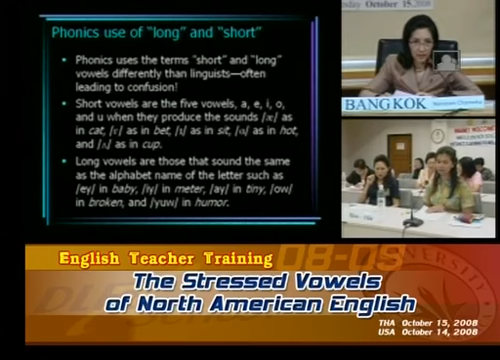 Phonics use of "long" and "short"
• Phonics uses the terms "short" and "long"
vowels differently than linguists—often
leading to confusion!
• Short vowels are the five vowels, a, e, i, o,
and u when they produce the sounds /æ/ as
in cat, /ɛ/ as in bet, /ɪ/ as in sit, /ɑ/ as in hot,
and /ʌ/ as in cup.
• Long vowels are those that sound the same
as the alphabet name of the letter such as
/ey/ in baby, /iy/ in meter, /ay/ in tiny, /ow/
in broken, and /yuw/ in humor.
October 15, 2008
BANGKOK
English Teacher Training
08-09
The Stressed Vowels
of North American English
THA October 15, 2008
USA October 14, 2008